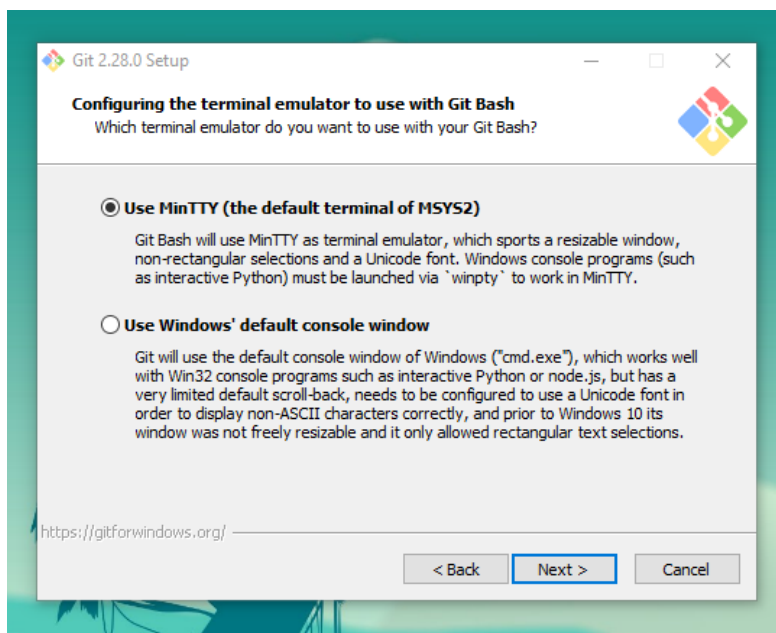 Git 2.28.0 Setup
Configuring the terminal emulator to use with Git Bash
Which terminal emulator do you want to use with your Git Bash?
Use MinTTY (the default terminal of MSYS2)
Git Bash will use MinTTY as terminal emulator, which sports a resizable window,
non-rectangular selections and a Unicode font. Windows console programs (such
as interactive Python) must be launched via `winpty` to work in MinTTY.
Use Windows' default console window
Git will use the default console window of Windows ("cmd.exe"), which works well
with Win32 console programs such as interactive Python or node.js, but has a
very limited default scroll-back, needs to be configured to use a Unicode font in
order to display non-ASCII characters correctly, and prior to Windows 10 its
window was not freely resizable and it only allowed rectangular text selections.
https://gitforwindows.org/
< Back Next > Cancel